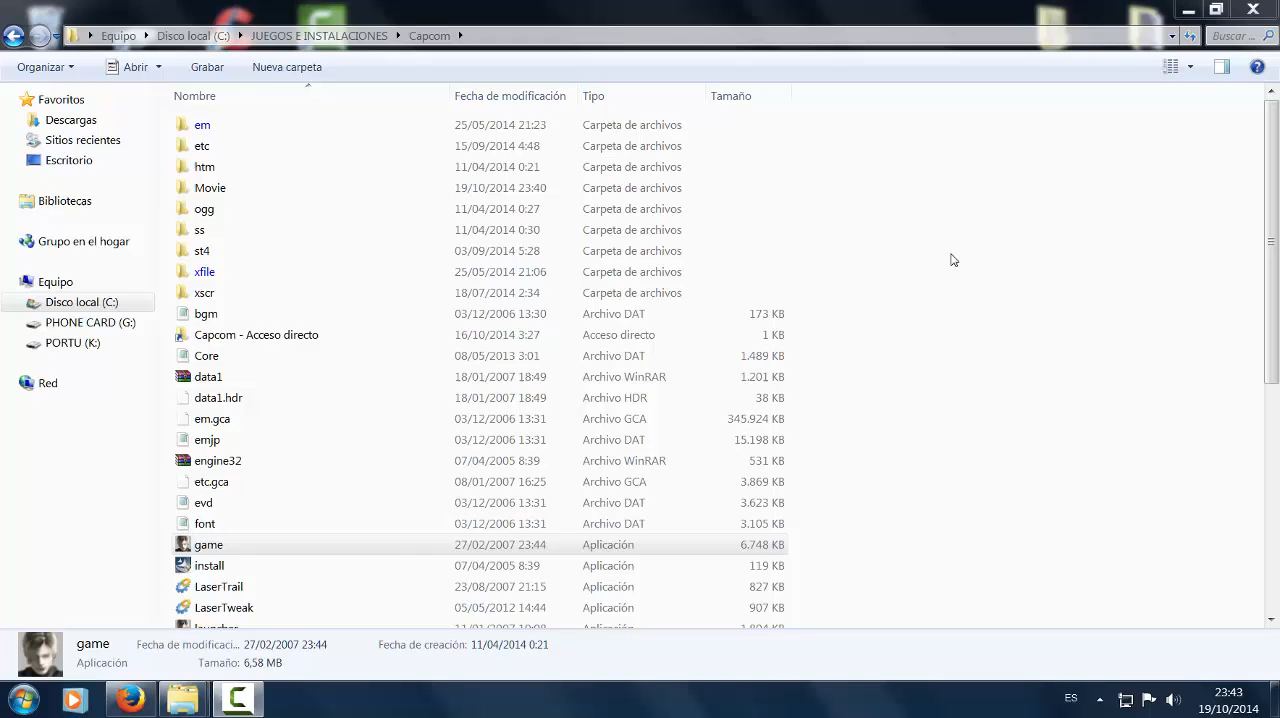 Equipo Disco local (C:) JUEGOS E INSTALACIONES Capcom Buscar ...
Organizar Abrir Grabar Nueva carpeta
Nombre Fecha de modificación Tipo Tamaño
Favoritos
Descargas
Sitios recientes
Escritorio
Bibliotecas
Grupo en el hogar
Equipo
Disco local (C:)
PHONE CARD (G:)
PORTU (K:)
Red
em 25/05/2014 21:23 Carpeta de archivos
etc 15/09/2014 4:48 Carpeta de archivos
htm 11/04/2014 0:21 Carpeta de archivos
Movie 19/10/2014 23:40 Carpeta de archivos
ogg 11/04/2014 0:27 Carpeta de archivos
ss 11/04/2014 0:30 Carpeta de archivos
st4 03/09/2014 5:28 Carpeta de archivos
xfile 25/05/2014 21:06 Carpeta de archivos
xscr 18/07/2014 2:34 Carpeta de archivos
bgm 03/12/2006 13:30 Archivo DAT 173 KB
Capcom - Acceso directo 16/10/2014 3:27 Acceso directo 1 KB
Core 08/05/2013 3:01 Archivo DAT 1.489 KB
data1 18/01/2007 18:49 Archivo WinRAR 1.201 KB
data1.hdr 18/01/2007 18:49 Archivo HDR 38 KB
em.gca 03/12/2006 13:31 Archivo GCA 345.924 KB
emjp 03/12/2006 13:31 Archivo DAT 15.198 KB
engine32 07/04/2005 8:39 Archivo WinRAR 531 KB
etc.gca 08/01/2007 16:25 Archivo GCA 3.869 KB
evd 03/12/2006 13:31 Archivo DAT 3.623 KB
font 03/12/2006 13:31 Archivo DAT 3.105 KB
game 27/02/2007 23:44 Aplicación 6.748 KB
install 07/04/2005 8:39 Aplicación 119 KB
LaserTrail 23/08/2007 21:15 Aplicación 827 KB
LaserTweak 05/05/2012 14:44 Aplicación 907 KB
game Fecha de modificaci... 27/02/2007 23:44 Fecha de creación: 11/04/2014 0:21
Aplicación Tamaño: 6,58 MB
ES 23:43
19/10/2014